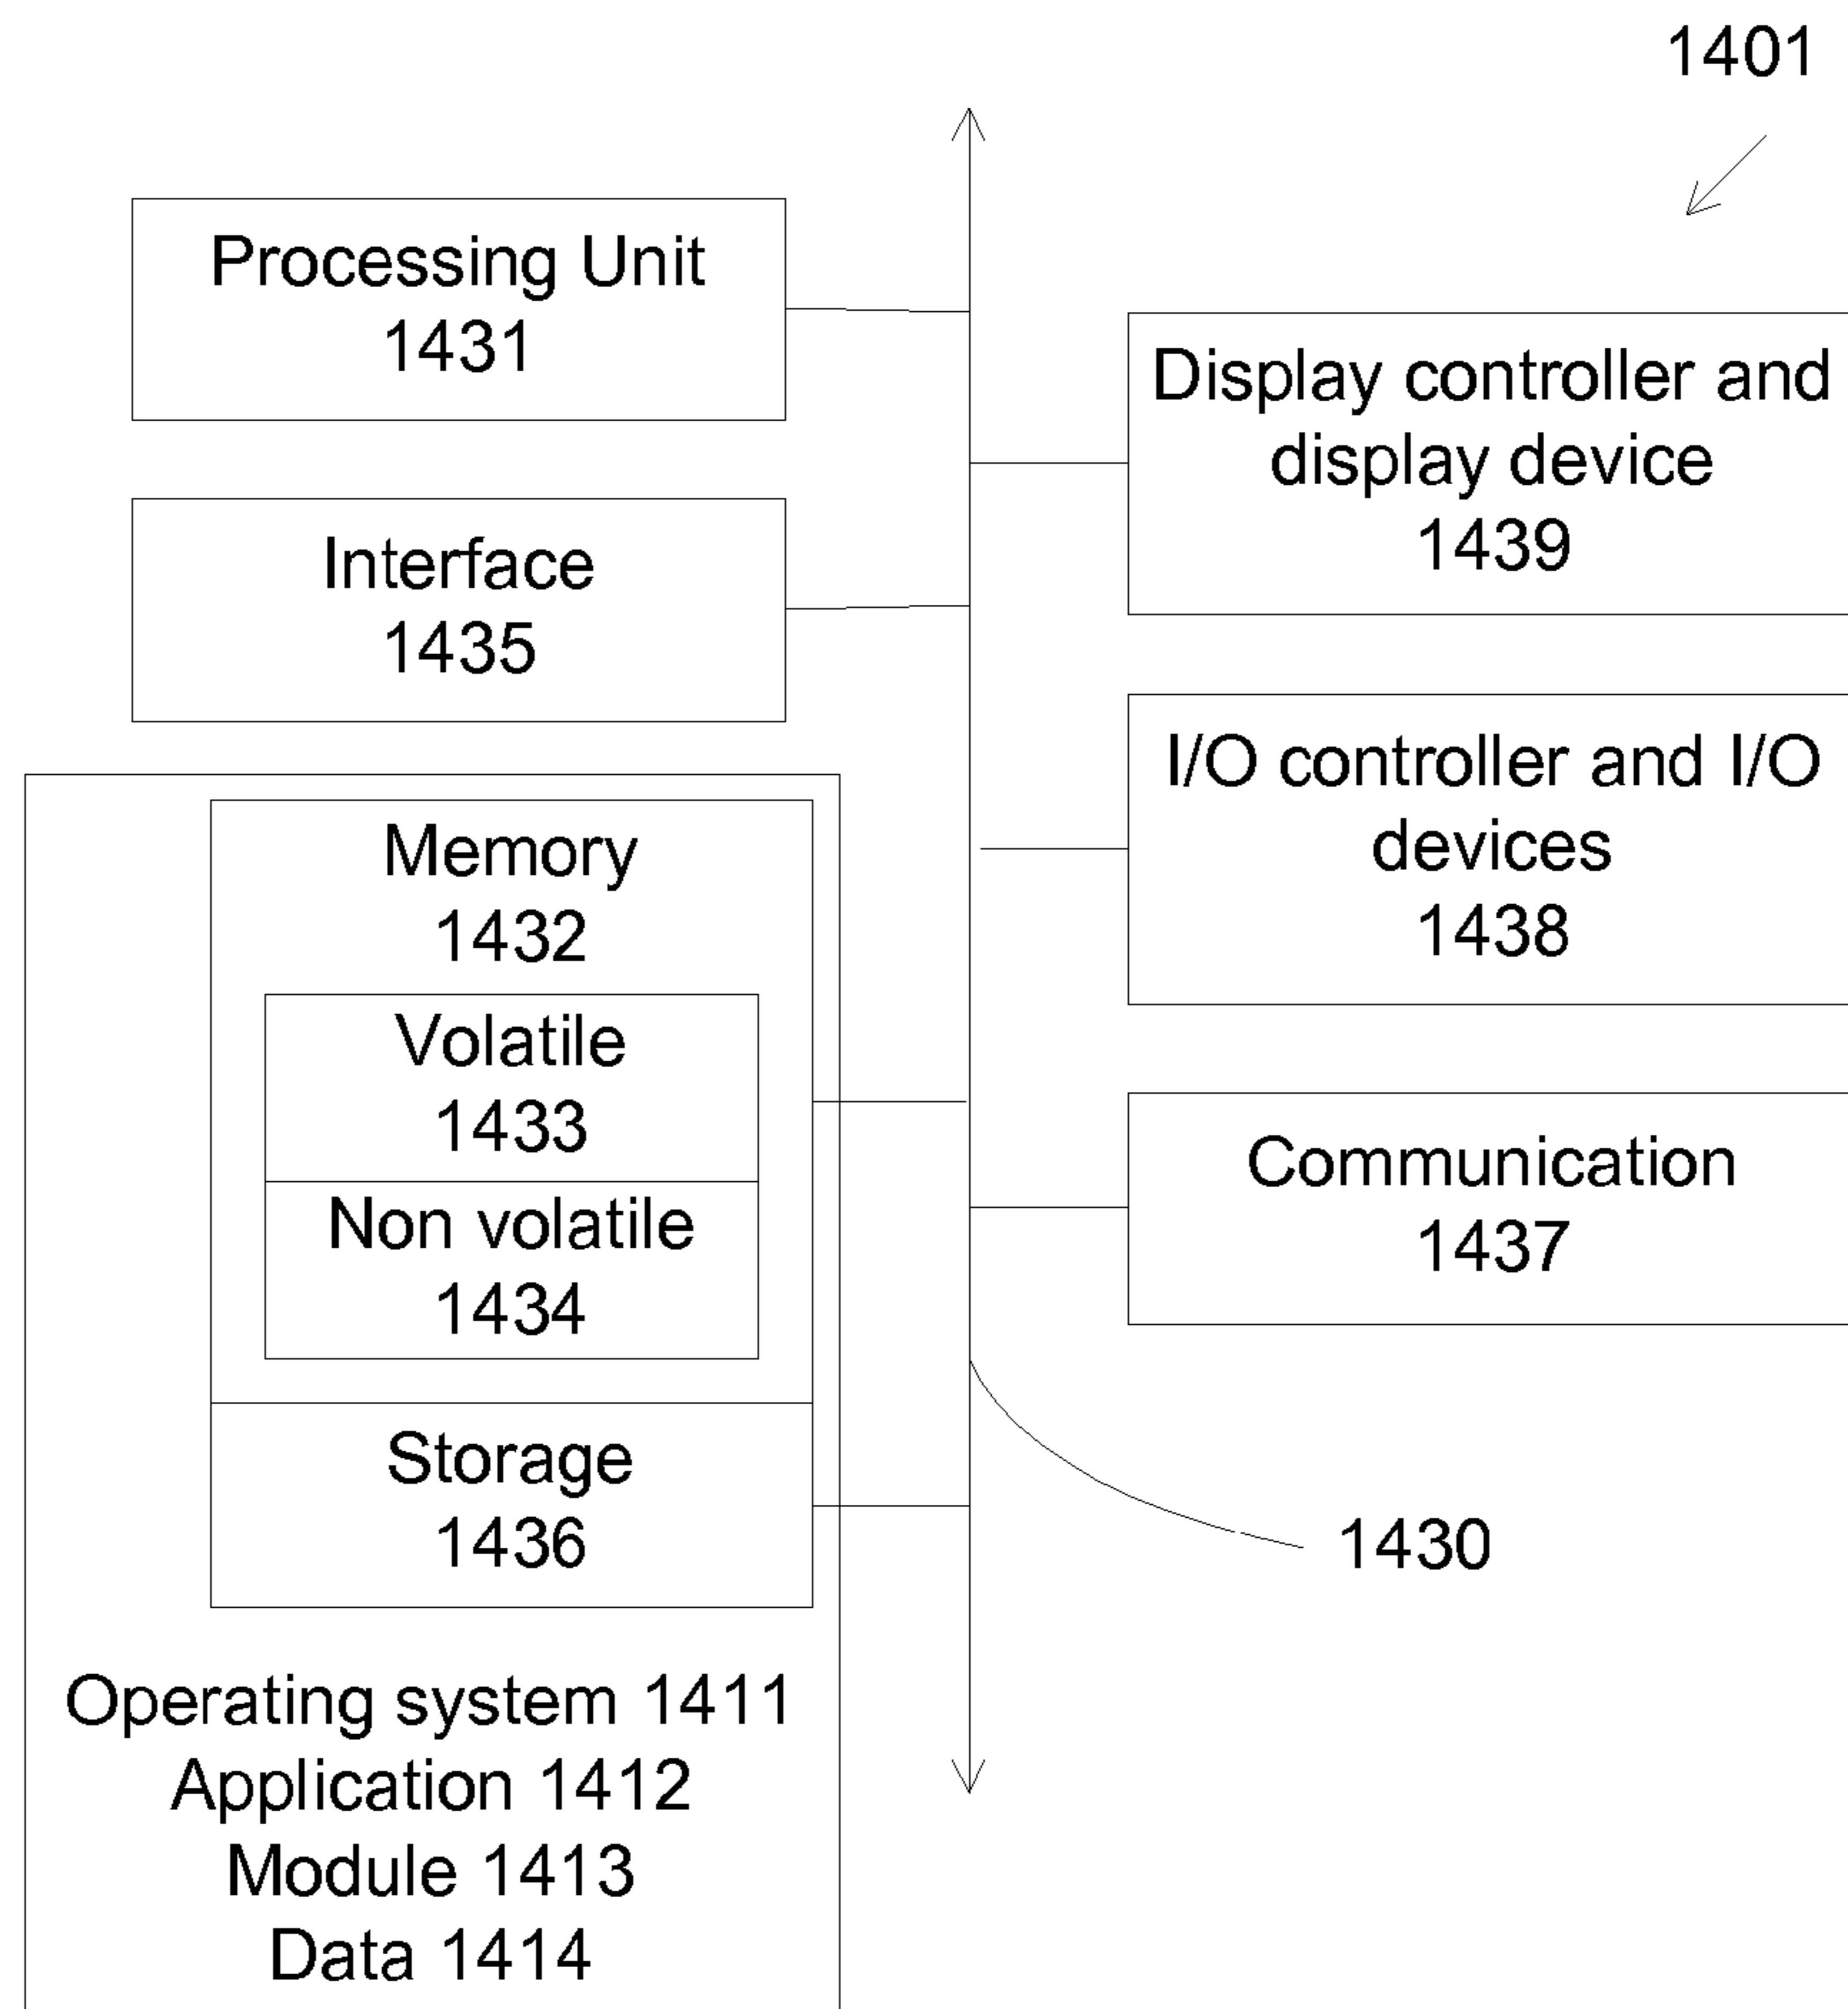 1401
Processing Unit
1431
Interface
1435
Memory
1432
Volatile
1433
Non volatile
1434
Storage
1436
Operating system 1411
Application 1412
Module 1413
Data 1414
Display controller and
display device
1439
I/O controller and I/O
devices
1438
Communication
1437
1430